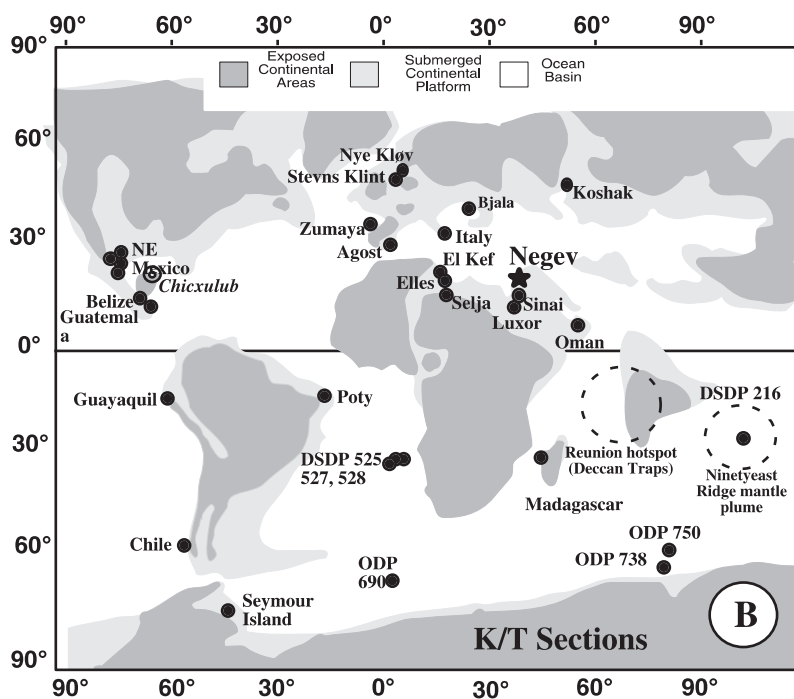 90° 60° 30° 0° 30° 60° 90°
90°
Exposed
Continental
Areas
Submerged
Continental
Platform
Ocean
Basin
60°
Nye Kløv
Stevns Klint
Koshak
Bjala
Zumaya
30°
Italy
Agost
NE
Mexico
El Kef
Negev
Chicxulub
Elles
Belize
Selja
Sinai
Guatemal
a
Luxor
Oman
0°
Guayaquil
Poty
DSDP 216
30°
Reunion hotspot
(Deccan Traps)
DSDP 525
527, 528
Ninetyeast
Ridge mantle
plume
Madagascar
60°
Chile
ODP 750
ODP 738
ODP
690
Seymour
Island
B
K/T Sections
90°
90° 60° 30° 0° 30° 60° 90°